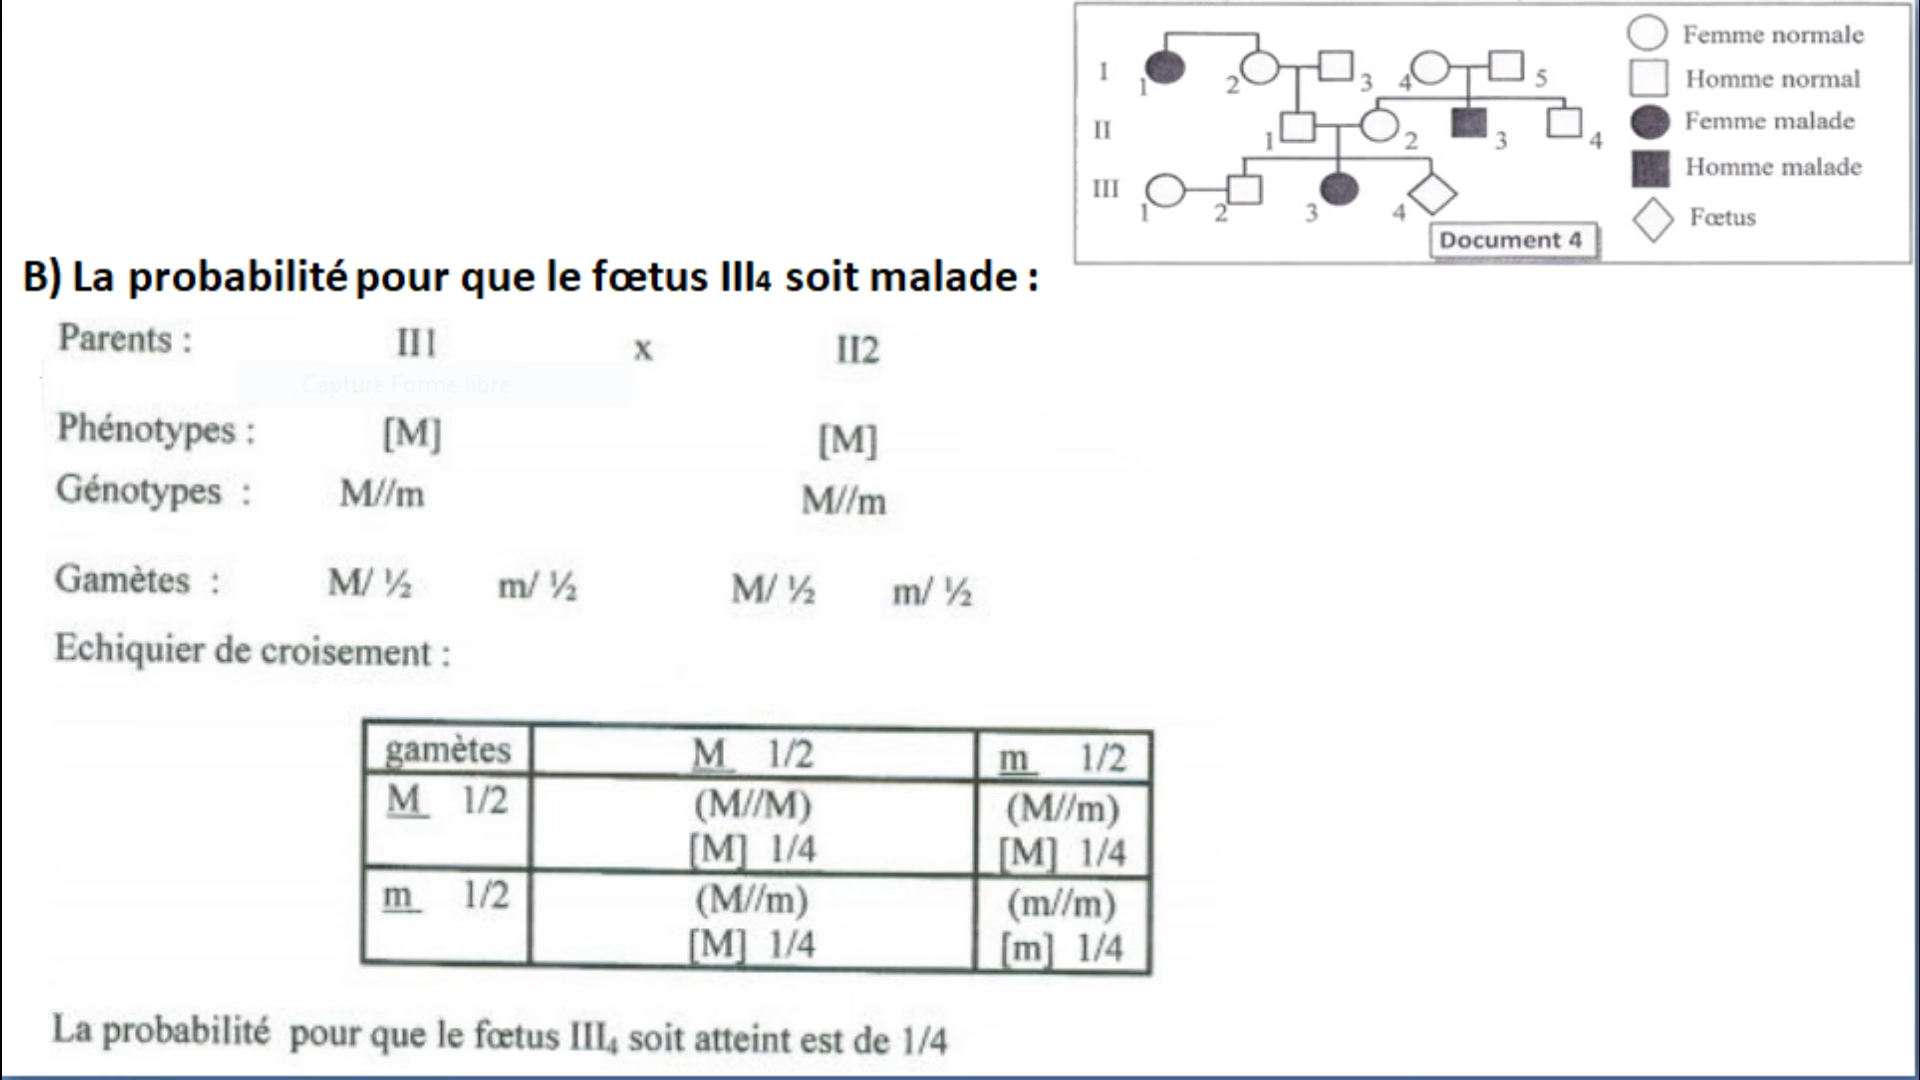 Femme normale
I
1
2
3
4
5
Homme normal
II
1
2
3
4
Femme malade
Homme malade
III
1
2
3
4
Fœtus
Document 4
B) La probabilité pour que le fœtus III4 soit malade :
Parents : II1 x II2
Capture Forme libre
Phénotypes : [M] [M]
Génotypes : M//m M//m
Gamètes : M/ ½ m/ ½ M/ ½ m/ ½
Echiquier de croisement :
gamètes M 1/2 m 1/2
M 1/2 (M//M) (M//m)
[M] 1/4 [M] 1/4
m 1/2 (M//m) (m//m)
[M] 1/4 [m] 1/4
La probabilité pour que le fœtus III4 soit atteint est de 1/4